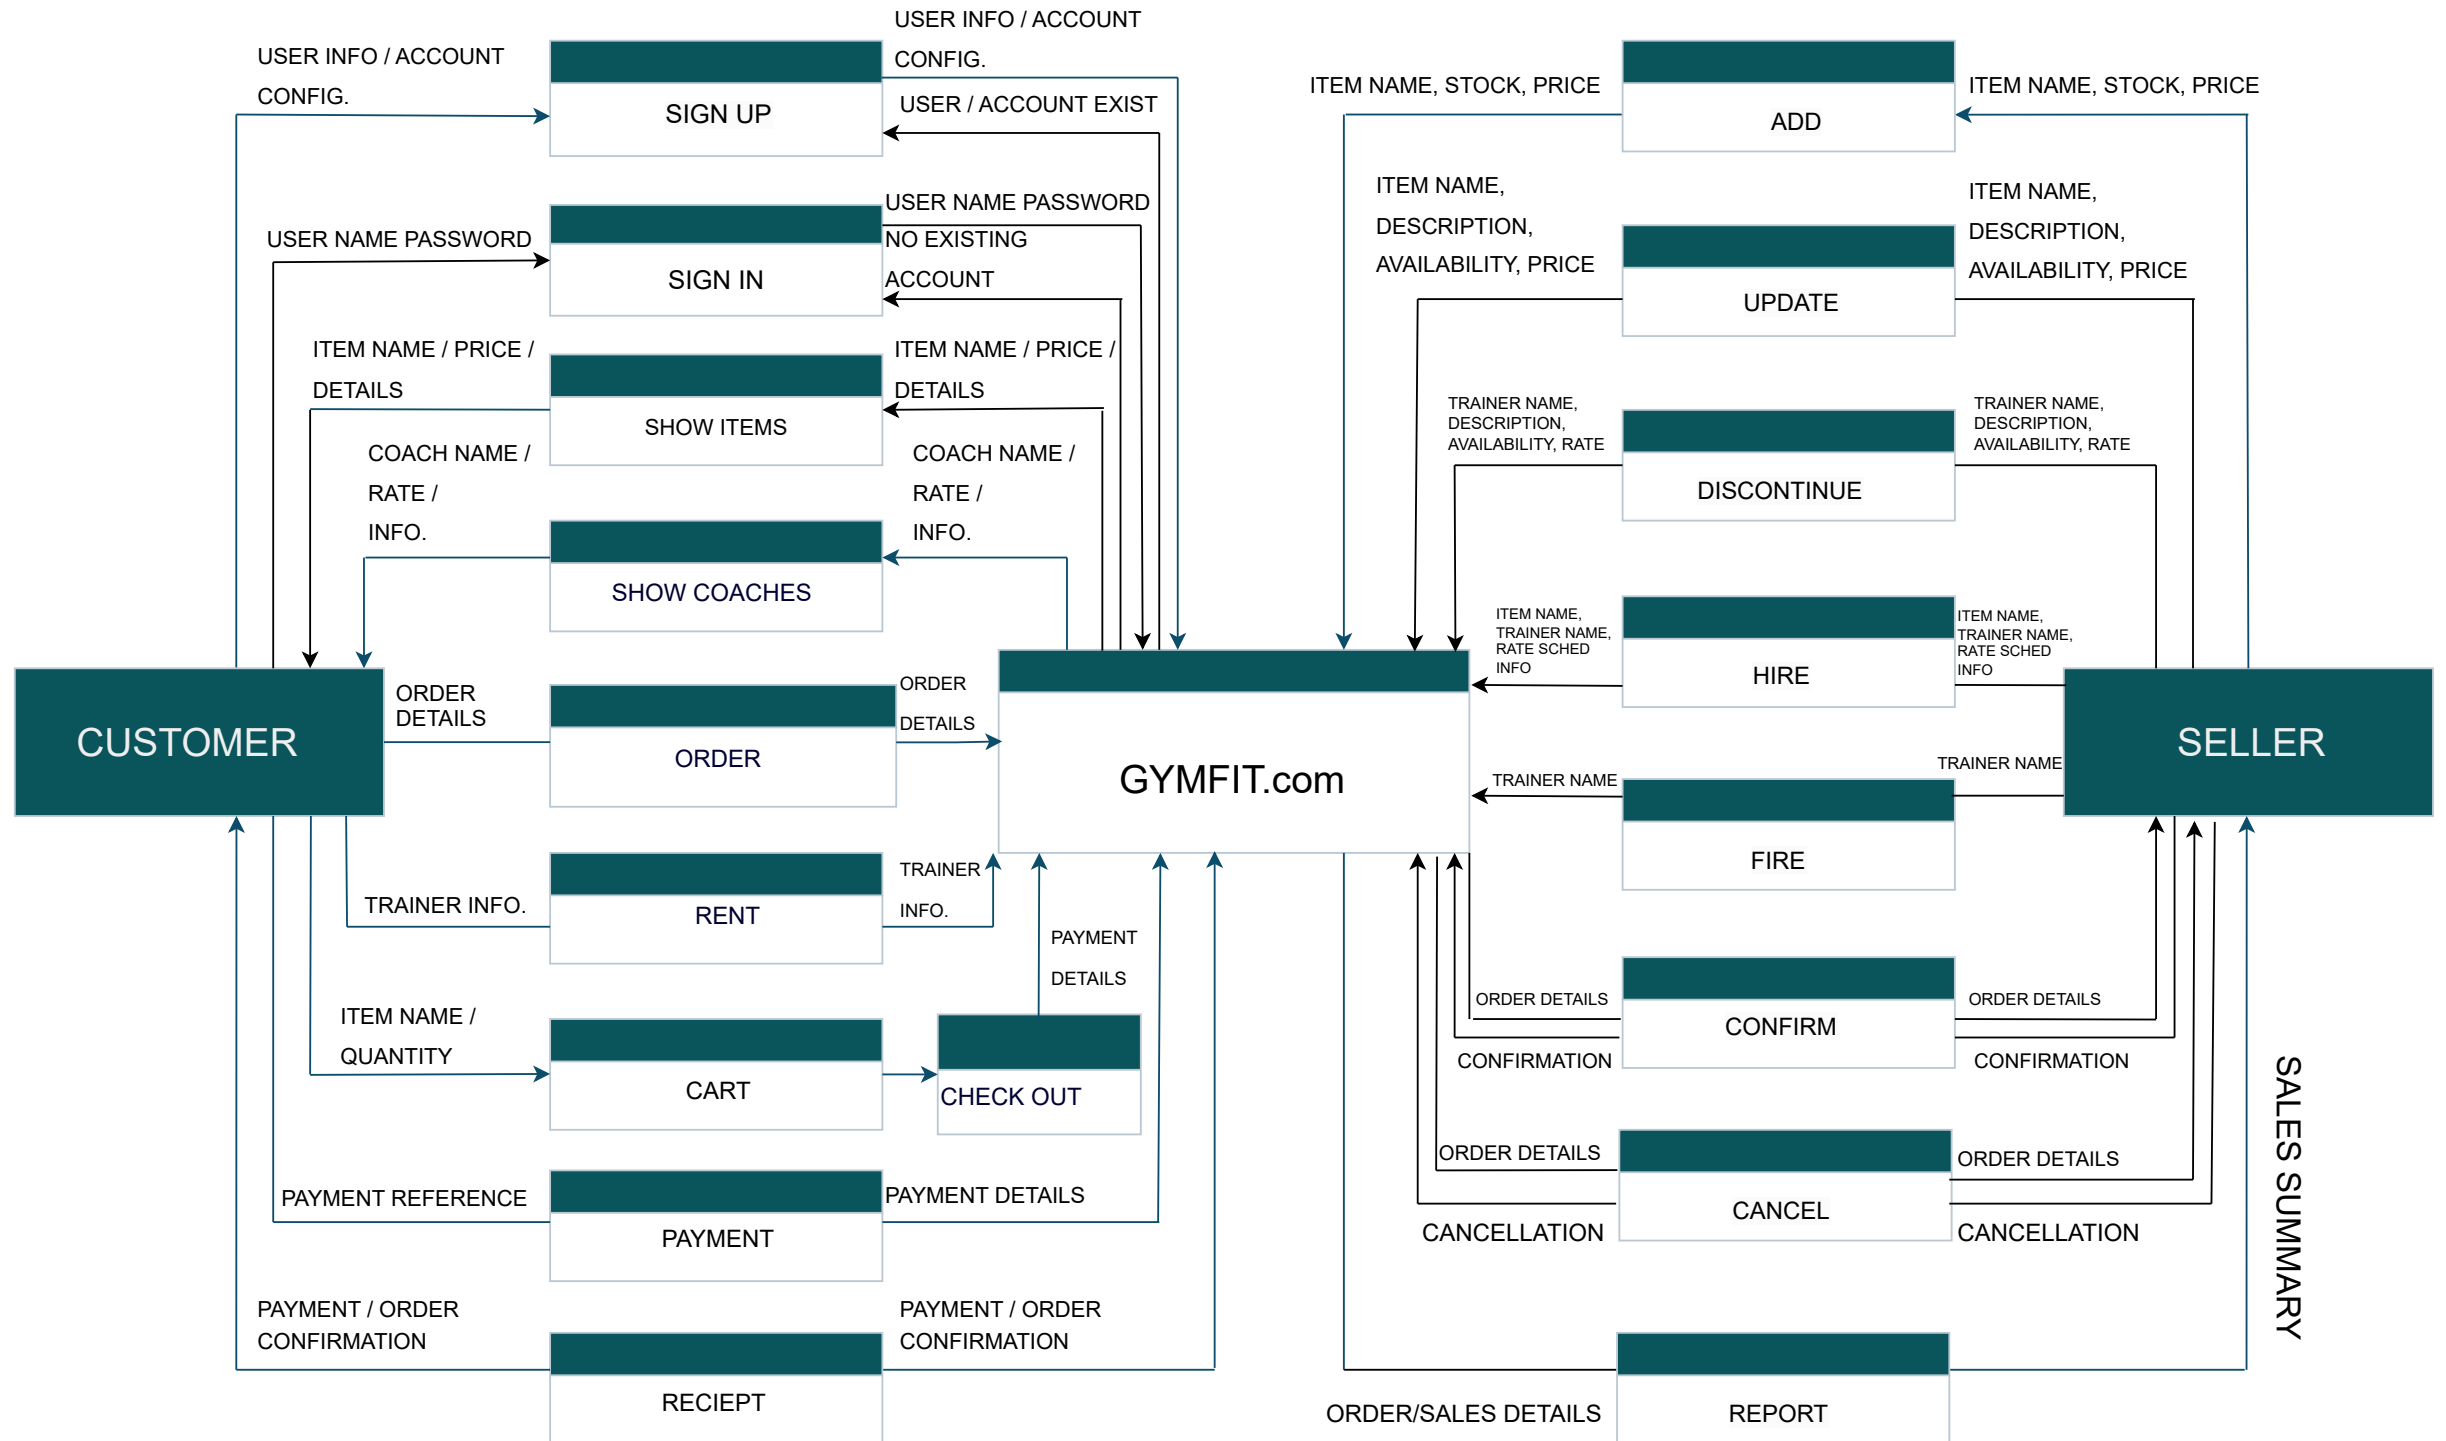 USER INFO / ACCOUNT
CONFIG.
SIGN UP
USER INFO / ACCOUNT
CONFIG.
USER / ACCOUNT EXIST
USER NAME PASSWORD
SIGN IN
USER NAME PASSWORD
NO EXISTING
ACCOUNT
ITEM NAME / PRICE /
DETAILS
SHOW ITEMS
ITEM NAME / PRICE /
DETAILS
COACH NAME /
RATE /
INFO.
SHOW COACHES
COACH NAME /
RATE /
INFO.
CUSTOMER
ORDER
DETAILS
ORDER
ORDER
DETAILS
GYMFIT.com
TRAINER INFO.
RENT
TRAINER
INFO.
ITEM NAME /
QUANTITY
CART
CHECK OUT
PAYMENT
DETAILS
PAYMENT REFERENCE
PAYMENT
PAYMENT DETAILS
PAYMENT / ORDER
CONFIRMATION
RECIEPT
PAYMENT / ORDER
CONFIRMATION
ITEM NAME, STOCK, PRICE
ADD
ITEM NAME, STOCK, PRICE
ITEM NAME,
DESCRIPTION,
AVAILABILITY, PRICE
UPDATE
ITEM NAME,
DESCRIPTION,
AVAILABILITY, PRICE
TRAINER NAME,
DESCRIPTION,
AVAILABILITY, RATE
DISCONTINUE
TRAINER NAME,
DESCRIPTION,
AVAILABILITY, RATE
ITEM NAME,
TRAINER NAME,
RATE SCHED
INFO
HIRE
ITEM NAME,
TRAINER NAME,
RATE SCHED
INFO
SELLER
TRAINER NAME
FIRE
TRAINER NAME
ORDER DETAILS
CONFIRM
ORDER DETAILS
CONFIRMATION
CONFIRMATION
ORDER DETAILS
CANCEL
ORDER DETAILS
CANCELLATION
CANCELLATION
SALES SUMMARY
ORDER/SALES DETAILS
REPORT